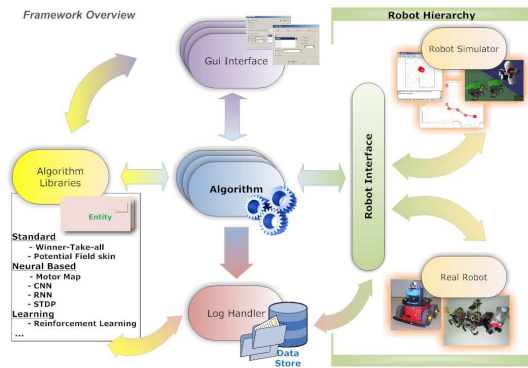 Framework Overview
Robot Hierarchy
Gui Interface
Robot Simulator
Algorithm
Libraries
Entity
Algorithm
Robot Interface
Standard
- Winner-Take-all
- Potential Field skin
Neural Based
- Motor Map
- CNN
- RNN
- STDP
Learning
- Reinforcement Learning
...
Log Handler
Data
Store
Real Robot